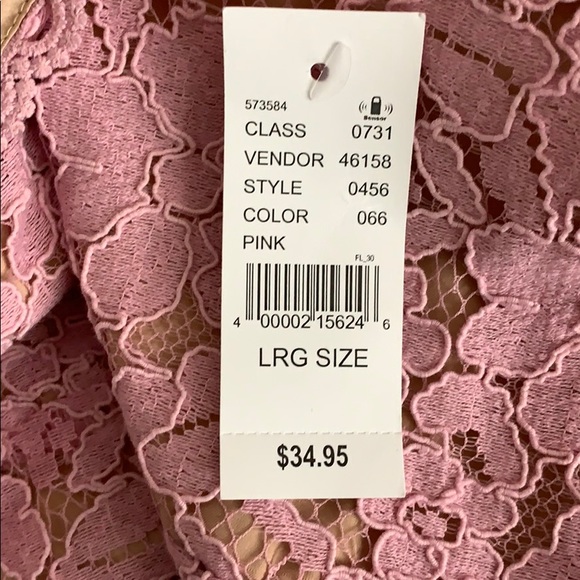 573584
Sensor
CLASS 0731
VENDOR 46158
STYLE 0456
COLOR 066
PINK
FL_30
4 00002 15624 6
LRG SIZE
$34.95